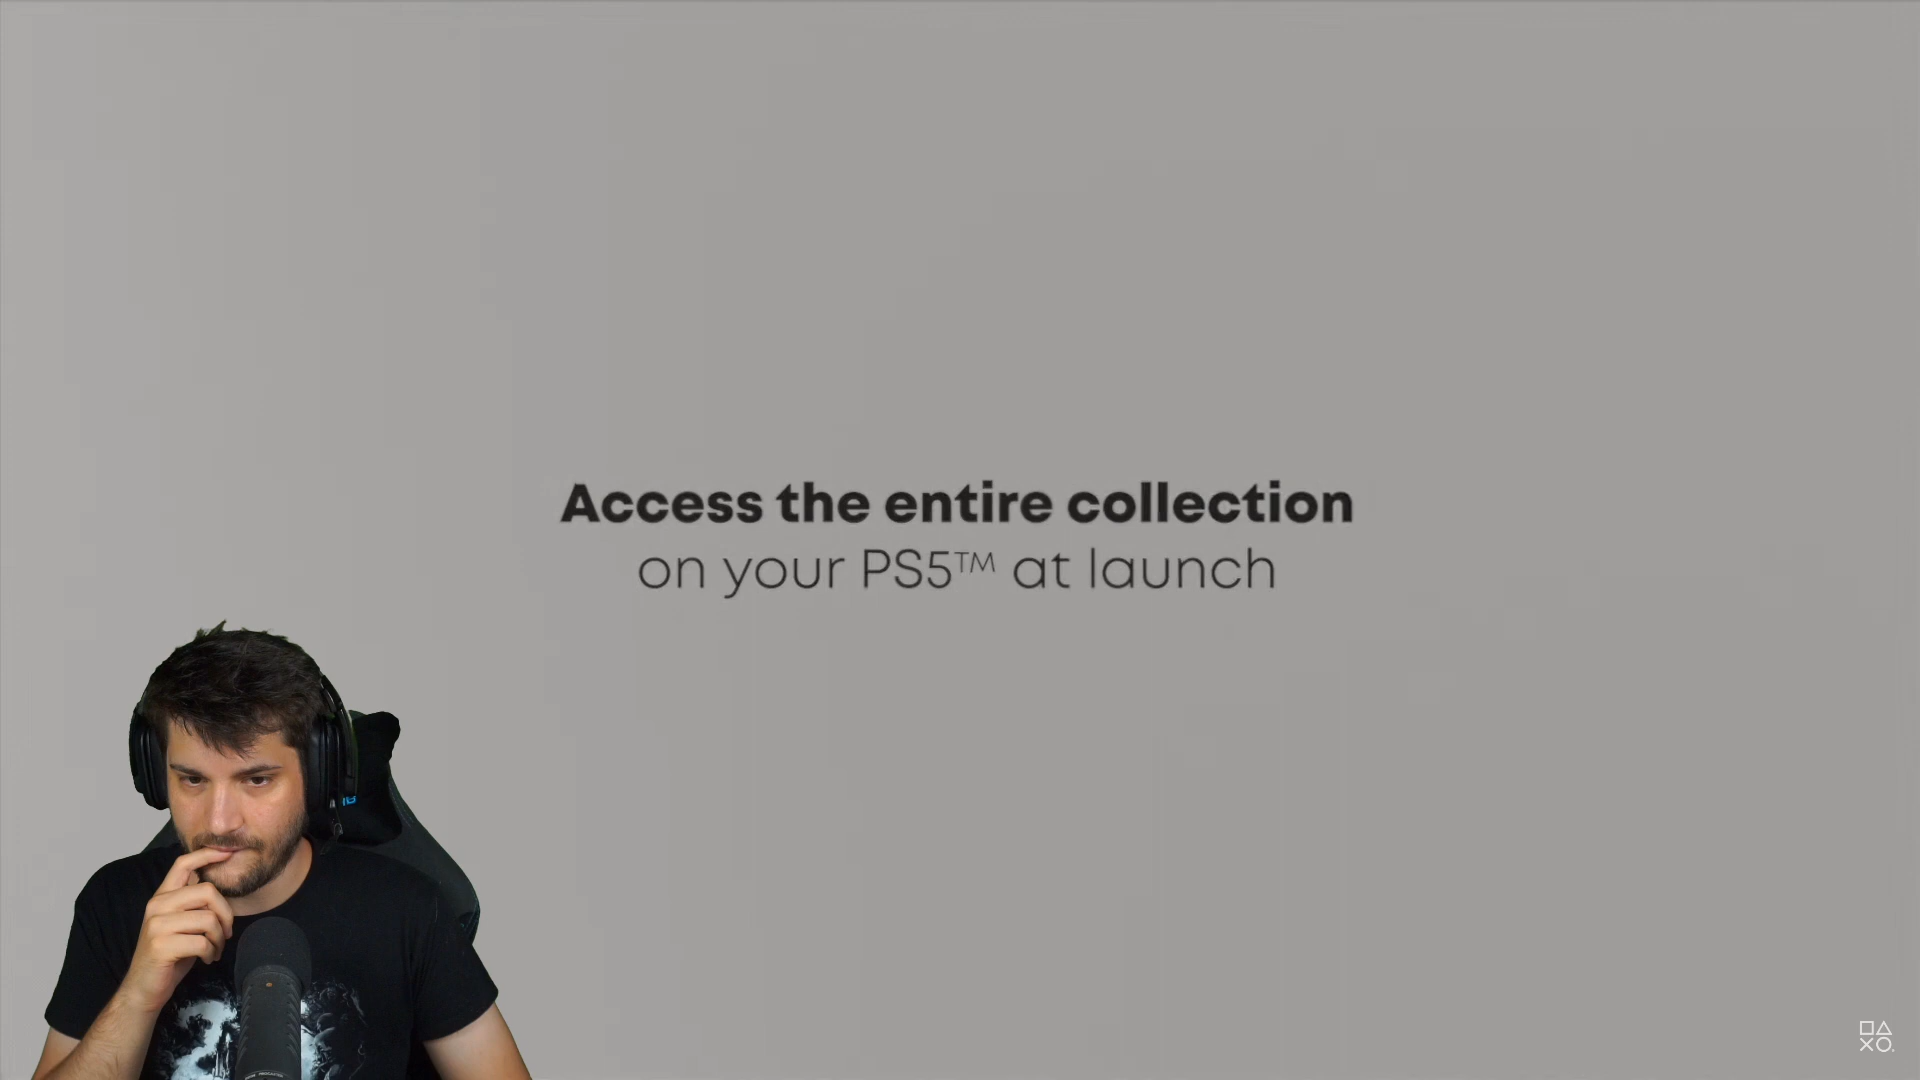 Access the entire collection
on your PS5™ at launch